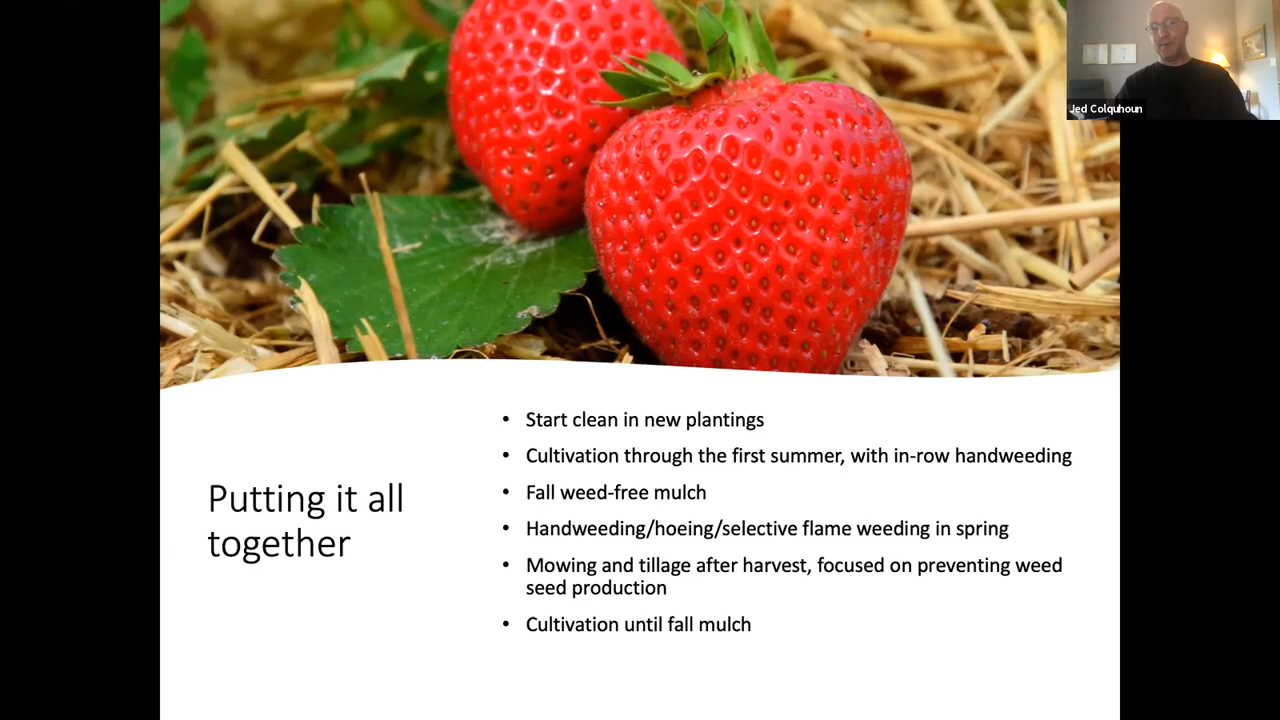 Jed Colquhoun
Putting it all
together
• Start clean in new plantings
• Cultivation through the first summer, with in-row handweeding
• Fall weed-free mulch
• Handweeding/hoeing/selective flame weeding in spring
• Mowing and tillage after harvest, focused on preventing weed
seed production
• Cultivation until fall mulch